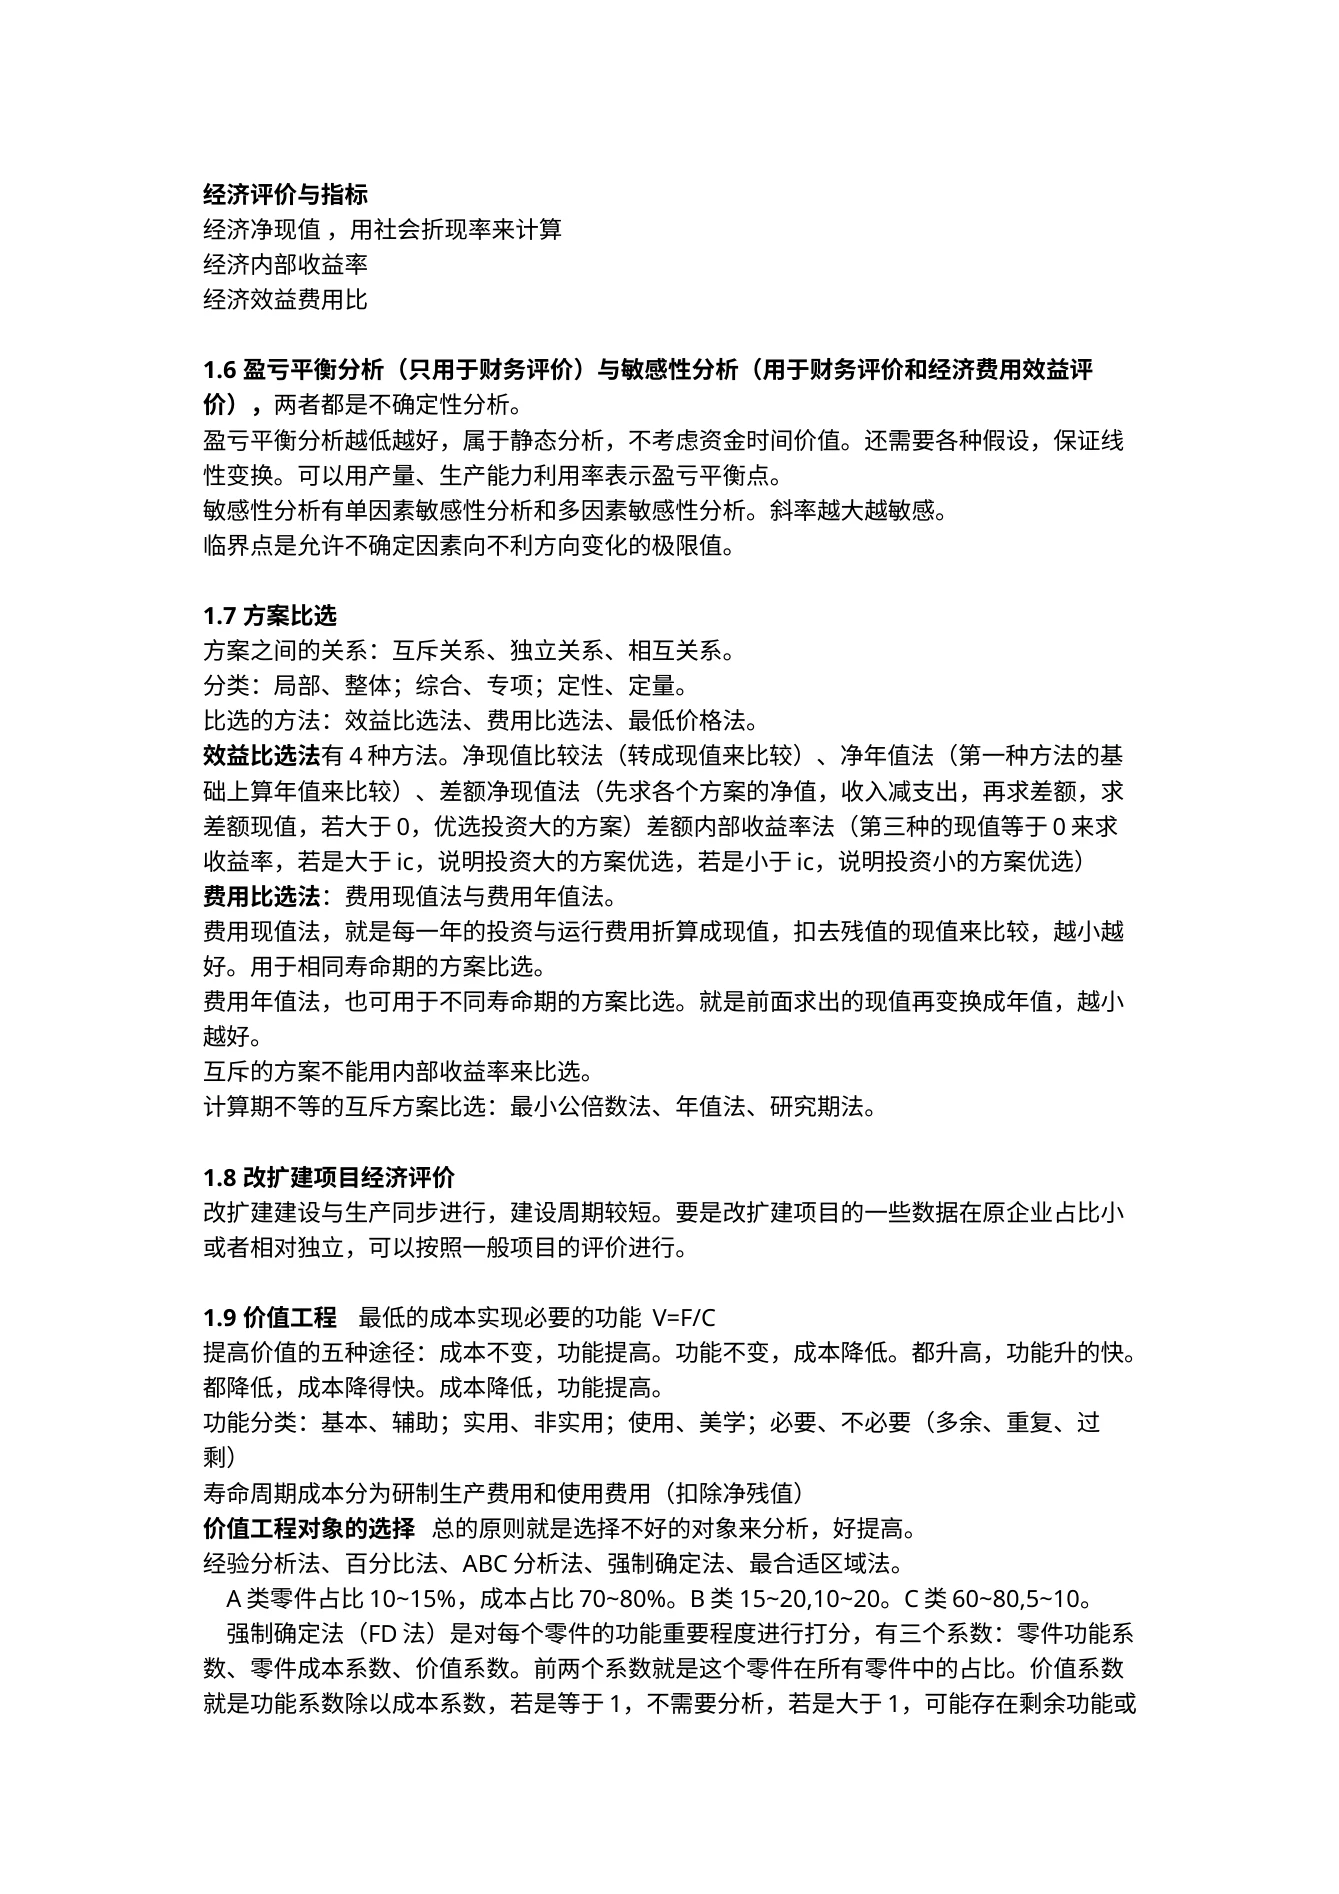 经济评价与指标
经济净现值 ，用社会折现率来计算
经济内部收益率
经济效益费用比
1.6 盈亏平衡分析（只用于财务评价）与敏感性分析（用于财务评价和经济费用效益评
价），两者都是不确定性分析。
盈亏平衡分析越低越好，属于静态分析，不考虑资金时间价值。还需要各种假设，保证线
性变换。可以用产量、生产能力利用率表示盈亏平衡点。
敏感性分析有单因素敏感性分析和多因素敏感性分析。斜率越大越敏感。
临界点是允许不确定因素向不利方向变化的极限值。
1.7 方案比选
方案之间的关系：互斥关系、独立关系、相互关系。
分类：局部、整体；综合、专项；定性、定量。
比选的方法：效益比选法、费用比选法、最低价格法。
效益比选法有 4 种方法。净现值比较法（转成现值来比较）、净年值法（第一种方法的基
础上算年值来比较）、差额净现值法（先求各个方案的净值，收入减支出，再求差额，求
差额现值，若大于 0，优选投资大的方案）差额内部收益率法（第三种的现值等于 0 来求
收益率，若是大于 ic，说明投资大的方案优选，若是小于 ic，说明投资小的方案优选）
费用比选法：费用现值法与费用年值法。
费用现值法，就是每一年的投资与运行费用折算成现值，扣去残值的现值来比较，越小越
好。用于相同寿命期的方案比选。
费用年值法，也可用于不同寿命期的方案比选。就是前面求出的现值再变换成年值，越小
越好。
互斥的方案不能用内部收益率来比选。
计算期不等的互斥方案比选：最小公倍数法、年值法、研究期法。
1.8 改扩建项目经济评价
改扩建建设与生产同步进行，建设周期较短。要是改扩建项目的一些数据在原企业占比小
或者相对独立，可以按照一般项目的评价进行。
1.9 价值工程 最低的成本实现必要的功能 V=F/C
提高价值的五种途径：成本不变，功能提高。功能不变，成本降低。都升高，功能升的快。
都降低，成本降得快。成本降低，功能提高。
功能分类：基本、辅助；实用、非实用；使用、美学；必要、不必要（多余、重复、过
剩）
寿命周期成本分为研制生产费用和使用费用（扣除净残值）
价值工程对象的选择 总的原则就是选择不好的对象来分析，好提高。
经验分析法、百分比法、ABC 分析法、强制确定法、最合适区域法。
A 类零件占比 10~15%，成本占比 70~80%。B 类 15~20,10~20。C 类 60~80,5~10。
强制确定法（FD 法）是对每个零件的功能重要程度进行打分，有三个系数：零件功能系
数、零件成本系数、价值系数。前两个系数就是这个零件在所有零件中的占比。价值系数
就是功能系数除以成本系数，若是等于 1，不需要分析，若是大于 1，可能存在剩余功能或